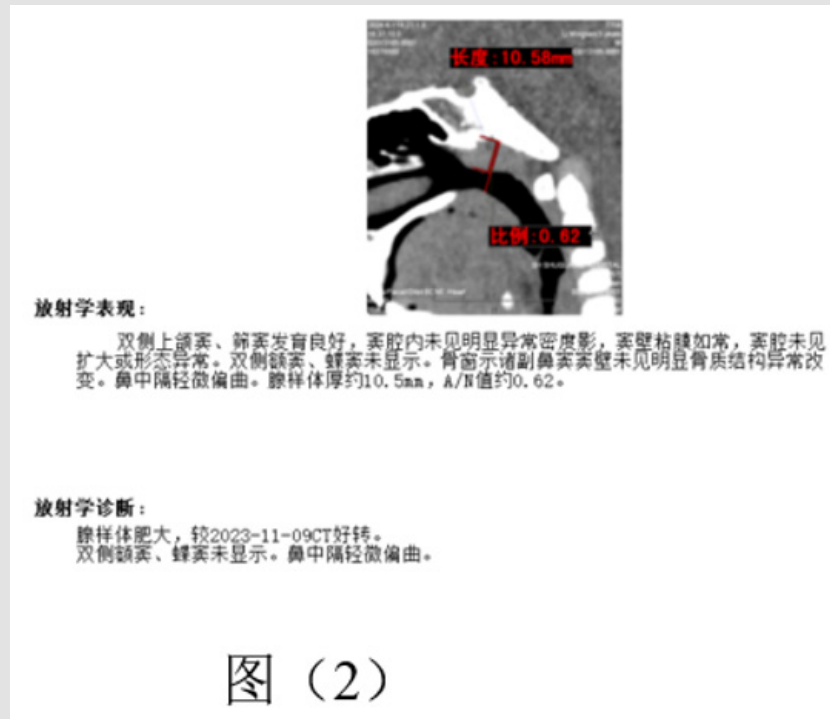 长度:10.58mm
比例:0.62
放射学表现:
双侧上颌窦、筛窦发育良好，窦腔内未见明显异常密度影，窦壁粘膜如常，窦腔未见
扩大或形态异常。双侧额窦、蝶窦未显示。骨窗示诸副鼻窦窦壁未见明显骨质结构异常改
变。鼻中隔轻微偏曲。腺样体厚约10.5mm，A/N值约0.62。
放射学诊断:
腺样体肥大，较2023-11-09CT好转。
双侧额窦、蝶窦未显示。鼻中隔轻微偏曲。
图（2）